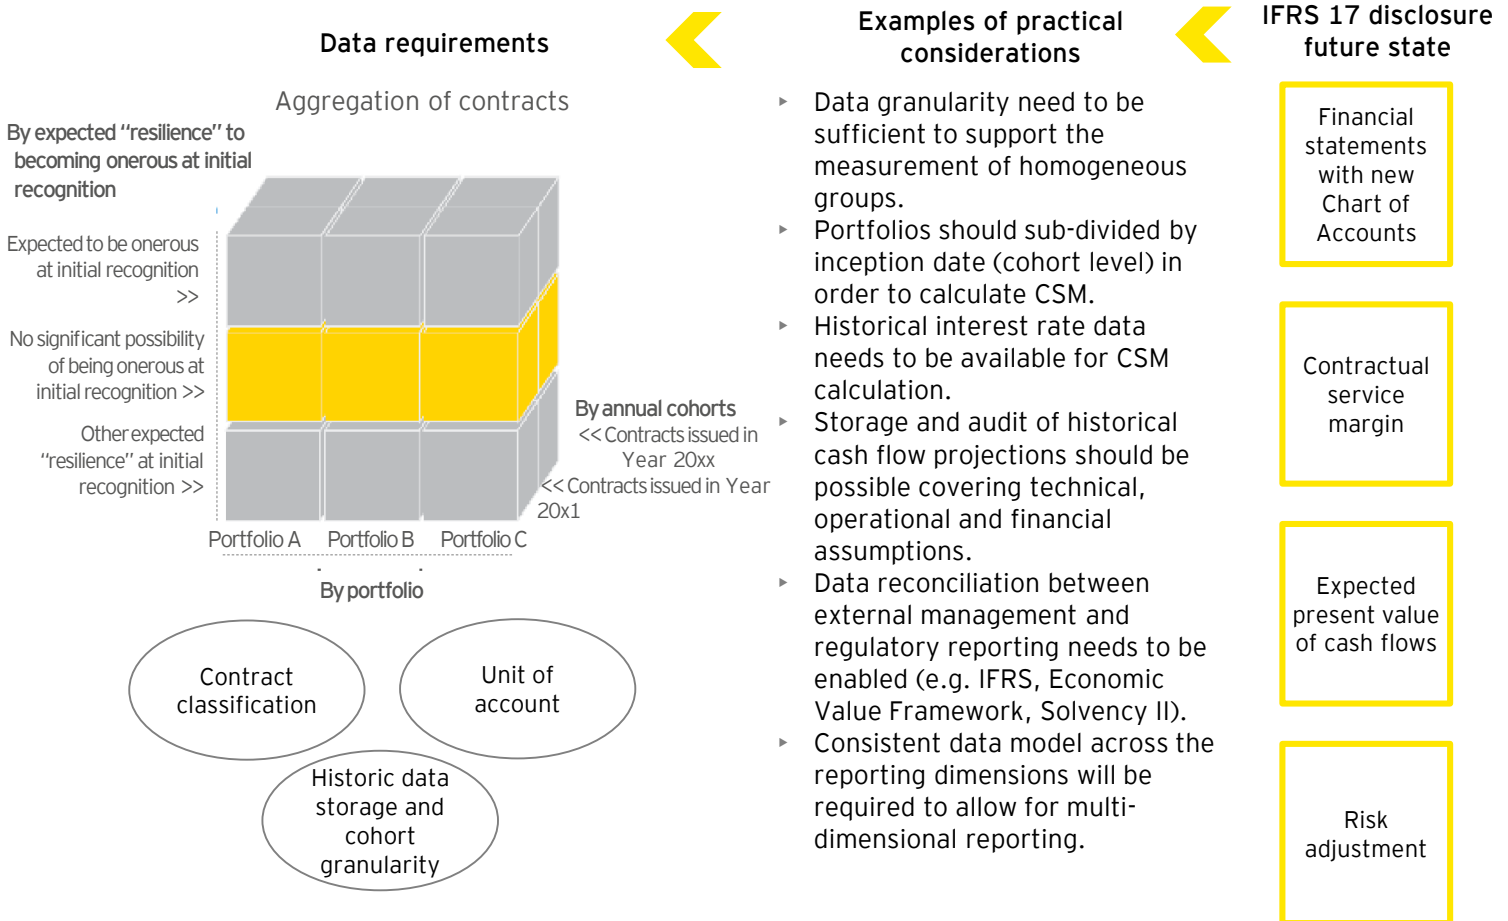 Data requirements
Aggregation of contracts
By expected “resilience” to
becoming onerous at initial
recognition
Expected to be onerous
at initial recognition
>>
No significant possibility
of being onerous at
initial recognition >>
Other expected
“resilience” at initial
recognition >>
By annual cohorts
<< Contracts issued in
Year 20xx
<< Contracts issued in Year
20x1
Portfolio A
Portfolio B
Portfolio C
By portfolio
Contract
classification
Unit of
account
Historic data
storage and
cohort
granularity
Examples of practical
considerations
Data granularity need to be
sufficient to support the
measurement of homogeneous
groups.
Portfolios should sub-divided by
inception date (cohort level) in
order to calculate CSM.
Historical interest rate data
needs to be available for CSM
calculation.
Storage and audit of historical
cash flow projections should be
possible covering technical,
operational and financial
assumptions.
Data reconciliation between
external management and
regulatory reporting needs to be
enabled (e.g. IFRS, Economic
Value Framework, Solvency II).
Consistent data model across the
reporting dimensions will be
required to allow for multi-
dimensional reporting.
IFRS 17 disclosure
future state
Financial
statements
with new
Chart of
Accounts
Contractual
service
margin
Expected
present value
of cash flows
Risk
adjustment